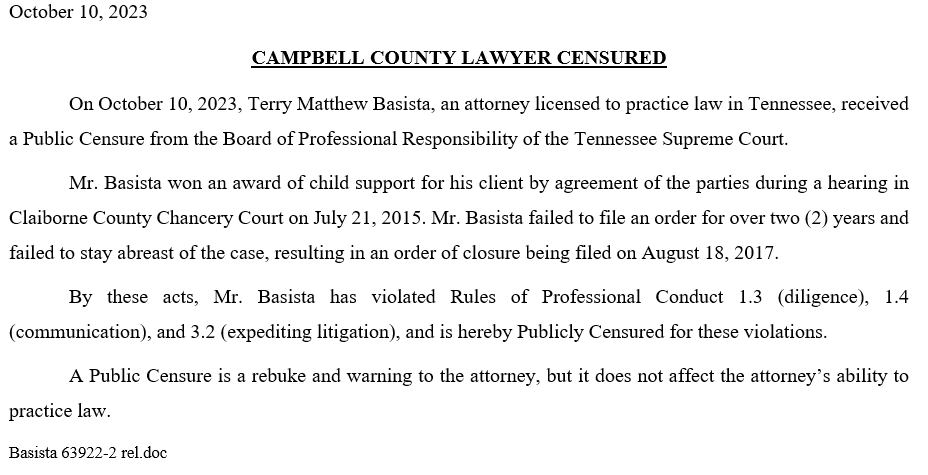 October 10, 2023
CAMPBELL COUNTY LAWYER CENSURED
On October 10, 2023, Terry Matthew Basista, an attorney licensed to practice law in Tennessee, received
a Public Censure from the Board of Professional Responsibility of the Tennessee Supreme Court.
Mr. Basista won an award of child support for his client by agreement of the parties during a hearing in
Claiborne County Chancery Court on July 21, 2015. Mr. Basista failed to file an order for over two (2) years and
failed to stay abreast of the case, resulting in an order of closure being filed on August 18, 2017.
By these acts, Mr. Basista has violated Rules of Professional Conduct 1.3 (diligence), 1.4
(communication), and 3.2 (expediting litigation), and is hereby Publicly Censured for these violations.
A Public Censure is a rebuke and warning to the attorney, but it does not affect the attorney’s ability to
practice law.
Basista 63922-2 rel.doc